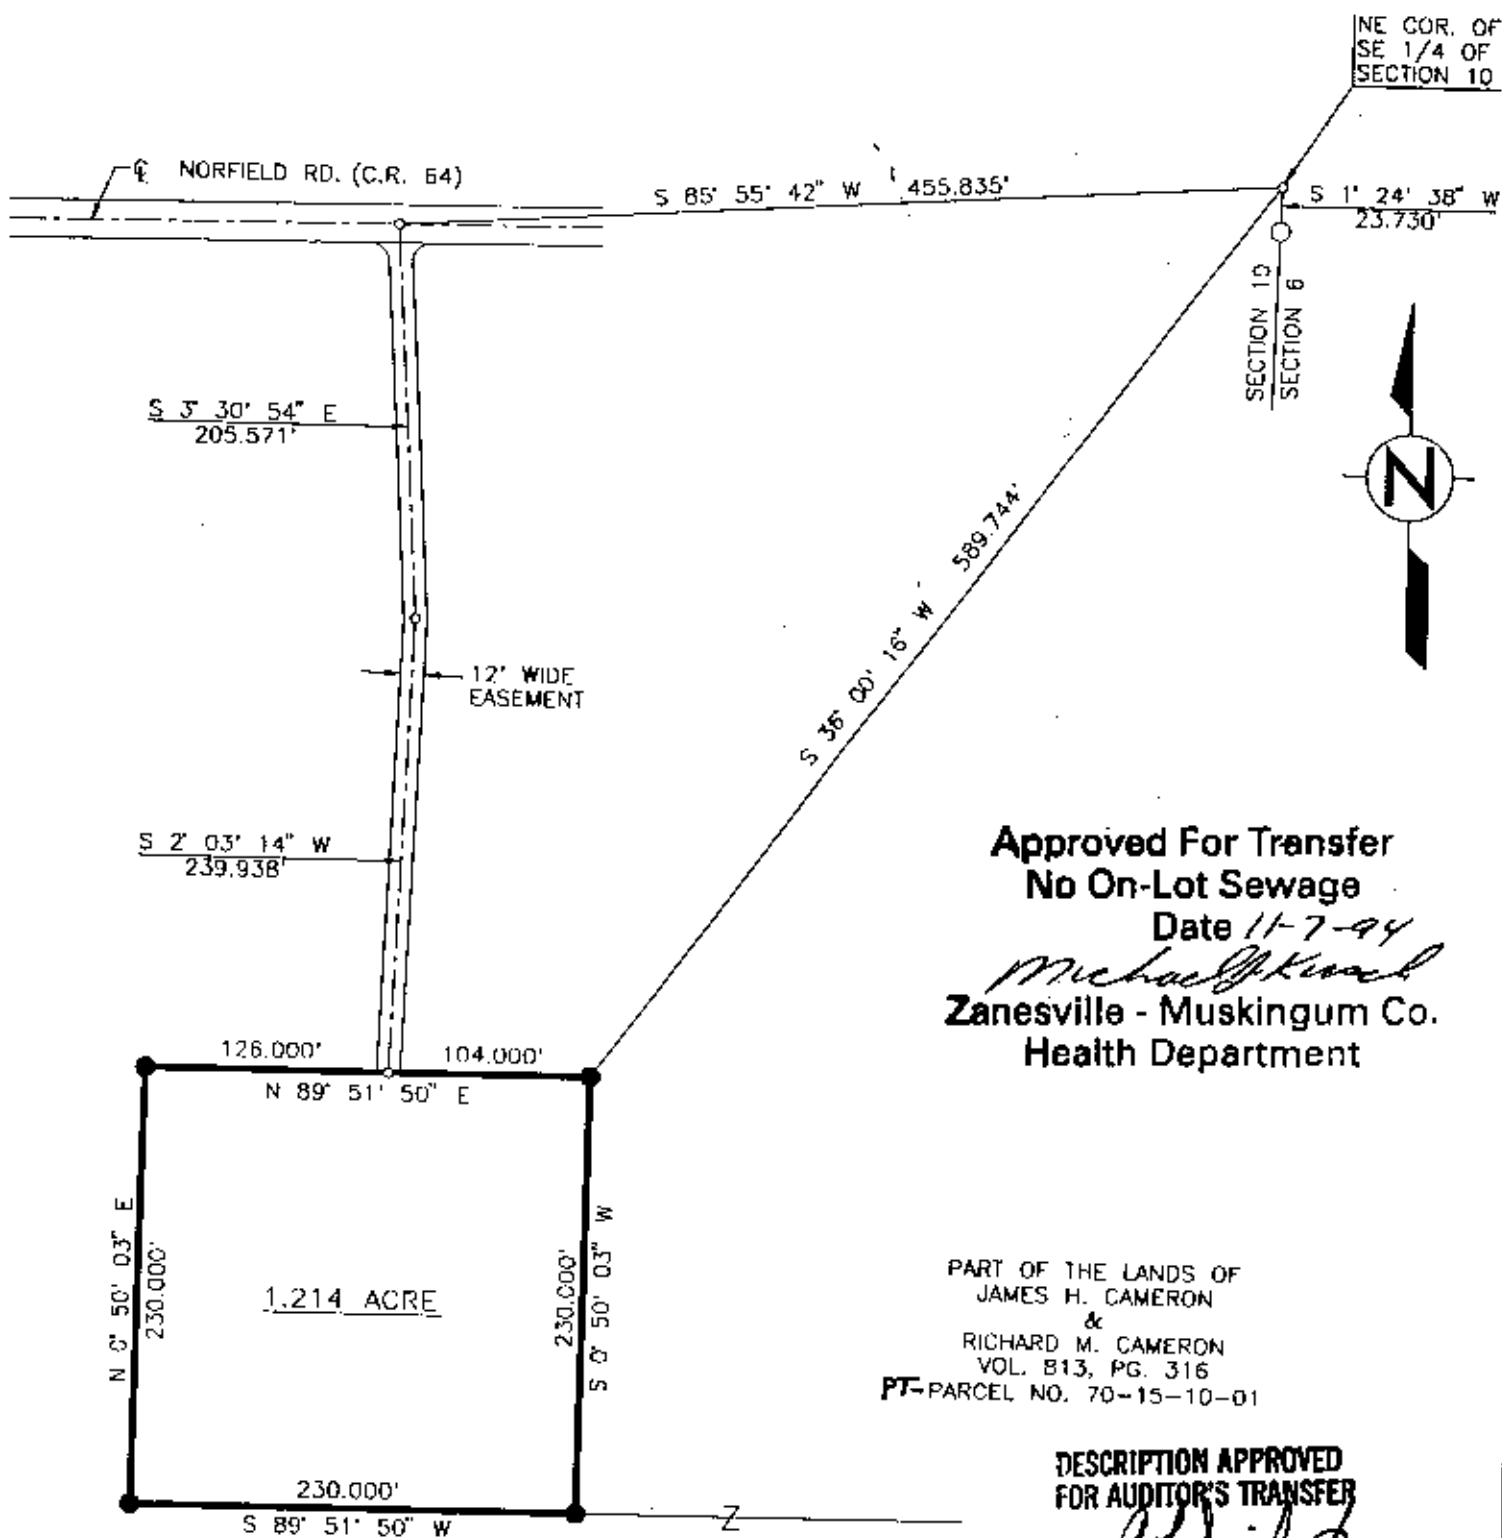 NE COR. OF
SE 1/4 OF
SECTION 10
℄ NORFIELD RD. (C.R. 64)
S 85° 55' 42" W 455.835'
S 1° 24' 38" W
23.730'
SECTION 10
SECTION 6
S 3° 30' 54" E
205.571'
N
S 36° 00' 16" W 589.744'
12' WIDE
EASEMENT
S 2° 03' 14" W
239.938'
Approved For Transfer
No On-Lot Sewage
Date 11-7-94
Zanesville - Muskingum Co.
Health Department
126.000'
104.000'
N 89° 51' 50" E
N 0° 50' 03" E
230.000'
1.214 ACRE
230.000'
S 0° 50' 03" W
PART OF THE LANDS OF
JAMES H. CAMERON
&
RICHARD M. CAMERON
VOL. 813, PG. 316
PT-PARCEL NO. 70-15-10-01
230.000'
S 89° 51' 50" W
DESCRIPTION APPROVED
FOR AUDITOR'S TRANSFER